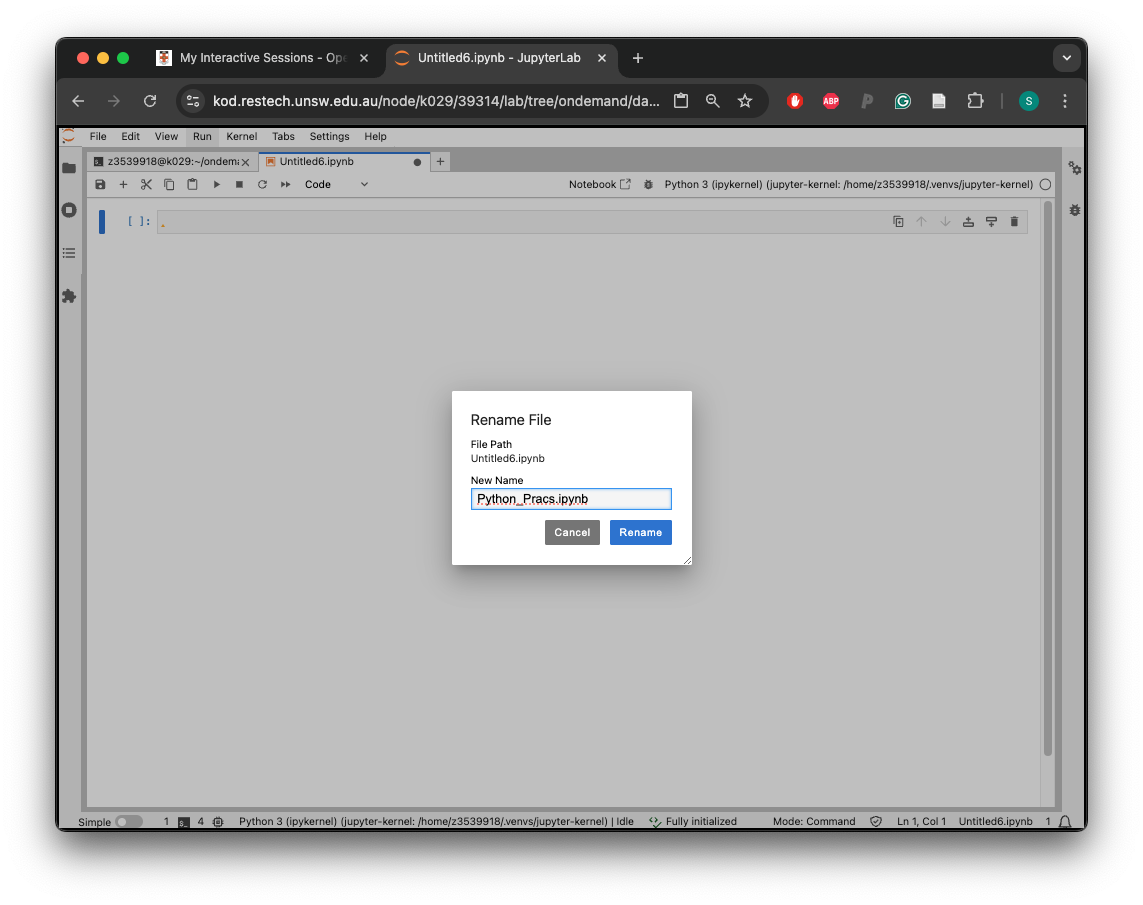 My Interactive Sessions - Ope
Untitled6.ipynb - JupyterLab
kod.restech.unsw.edu.au/node/k029/39314/lab/tree/ondemand/da...
ABP
S
File Edit View Run Kernel Tabs Settings Help
z3539918@k029:~/ondema
Untitled6.ipynb
Code
Notebook
Python 3 (ipykernel) (jupyter-kernel: /home/z3539918/.venvs/jupyter-kernel)
[ ]:
Rename File
File Path
Untitled6.ipynb
New Name
Python_Pracs.ipynb
Cancel
Rename
Simple 1 4 Python 3 (ipykernel) (jupyter-kernel: /home/z3539918/.venvs/jupyter-kernel) | Idle Fully initialized Mode: Command Ln 1, Col 1 Untitled6.ipynb 1